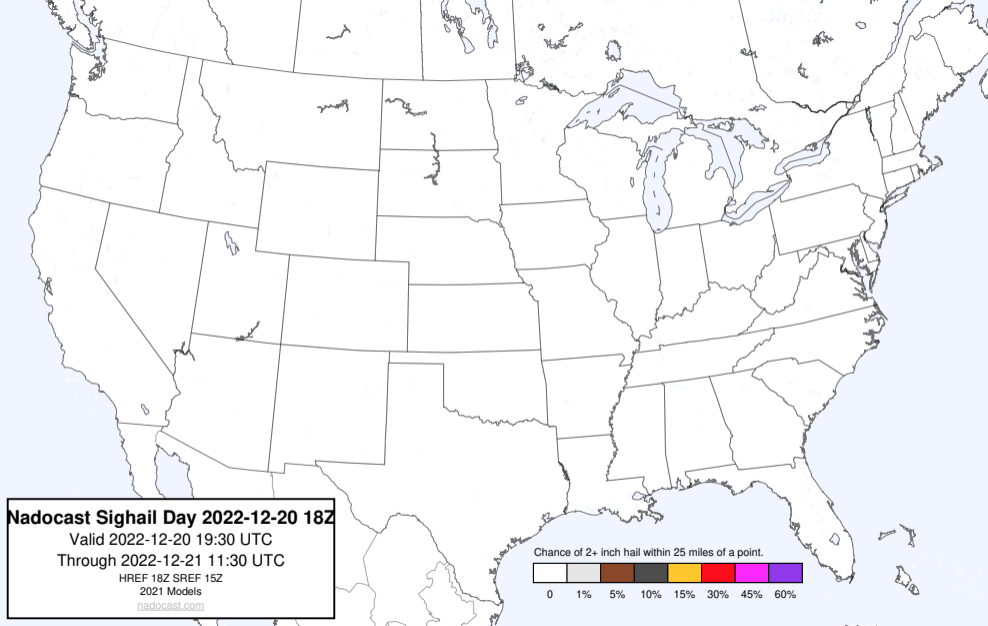 Nadocast Sighail Day 2022-12-20 18Z
Valid 2022-12-20 19:30 UTC
Through 2022-12-21 11:30 UTC
HREF 18Z SREF 15Z
2021 Models
nadocast.com
Chance of 2+ inch hail within 25 miles of a point.
0 1% 5% 10% 15% 30% 45% 60%